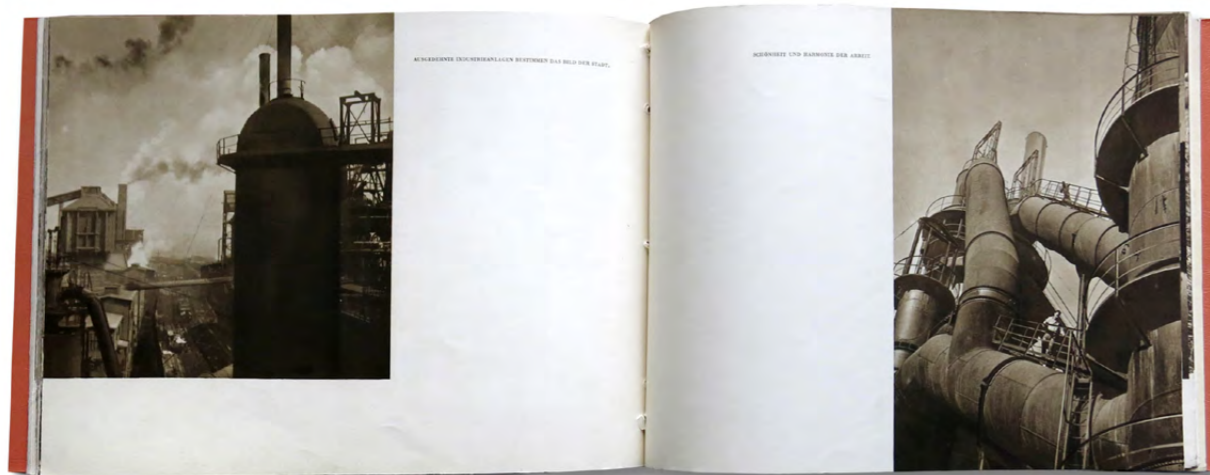 AUSGEDEHNTE INDUSTRIEANLAGEN BESTIMMEN DAS BILD DER STADT.
SCHÖNHEIT UND HARMONIE DER ARBEIT